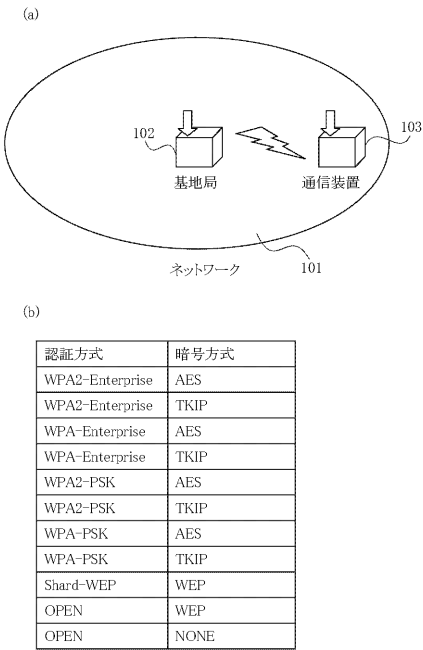 (a)
102
103
基地局
通信装置
ネットワーク
101
(b)
認証方式 暗号方式
WPA2-Enterprise AES
WPA2-Enterprise TKIP
WPA-Enterprise AES
WPA-Enterprise TKIP
WPA2-PSK AES
WPA2-PSK TKIP
WPA-PSK AES
WPA-PSK TKIP
Shard-WEP WEP
OPEN WEP
OPEN NONE